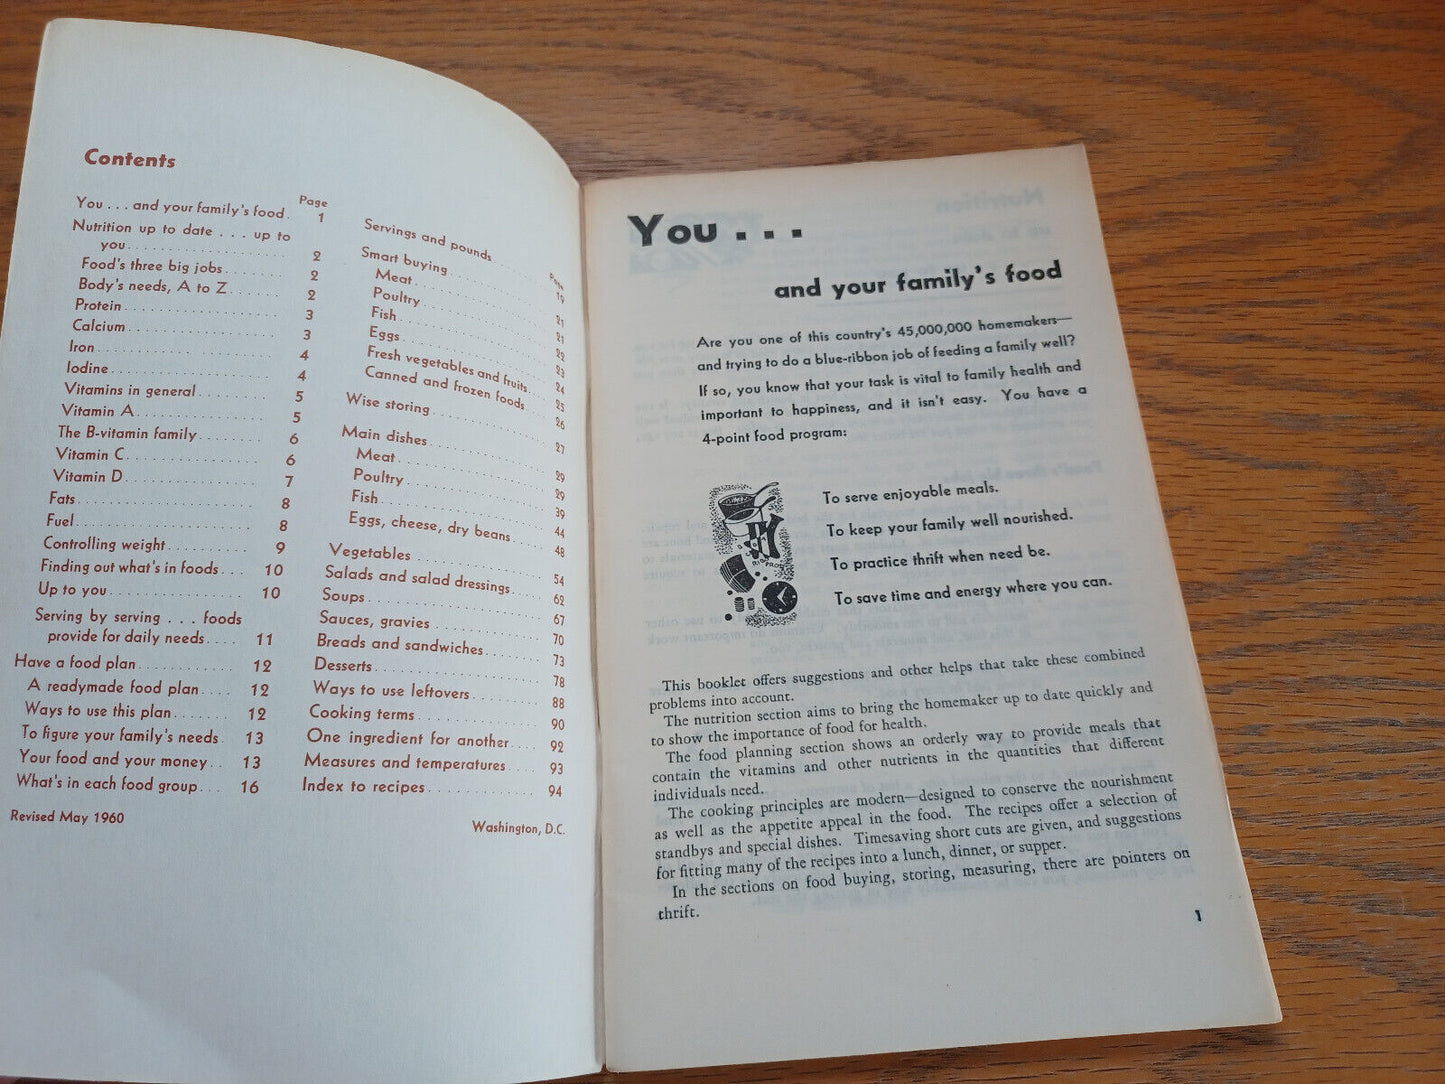 Contents
Page
You . . . and your family's food. 1
Nutrition up to date . . . up to
you.................. 2
Food's three big jobs........ 2
Body's needs, A to Z....... 2
Protein.................... 3
Calcium................... 3
Iron...................... 4
Iodine.................... 4
Vitamins in general......... 5
Vitamin A................. 5
The B-vitamin family........ 6
Vitamin C................. 6
Vitamin D................. 7
Fats...................... 8
Fuel...................... 8
Controlling weight.......... 9
Finding out what's in foods... 10
Up to you................. 10
Serving by serving . . . foods
provide for daily needs.... 11
Have a food plan............ 12
A readymade food plan.... 12
Ways to use this plan....... 12
To figure your family's needs. 13
Your food and your money.. 13
What's in each food group... 16
Revised May 1960
Page
Servings and pounds......... 19
Smart buying............... 21
Meat..................... 21
Poultry................... 22
Fish...................... 23
Eggs..................... 24
Fresh vegetables and fruits.. 25
Canned and frozen foods... 26
Wise storing................ 27
Main dishes................ 29
Meat..................... 29
Poultry................... 39
Fish...................... 44
Eggs, cheese, dry beans.... 48
Vegetables................. 54
Salads and salad dressings.... 62
Soups..................... 67
Sauces, gravies............. 70
Breads and sandwiches....... 73
Desserts................... 78
Ways to use leftovers........ 88
Cooking terms.............. 90
One ingredient for another.... 92
Measures and temperatures... 93
Index to recipes............. 94
Washington, D.C.
You . . .
and your family's food
Are you one of this country's 45,000,000 homemakers—
and trying to do a blue-ribbon job of feeding a family well?
If so, you know that your task is vital to family health and
important to happiness, and it isn't easy. You have a
4-point food program:
To serve enjoyable meals.
To keep your family well nourished.
To practice thrift when need be.
To save time and energy where you can.
This booklet offers suggestions and other helps that take these combined
problems into account.
The nutrition section aims to bring the homemaker up to date quickly and
to show the importance of food for health.
The food planning section shows an orderly way to provide meals that
contain the vitamins and other nutrients in the quantities that different
individuals need.
The cooking principles are modern—designed to conserve the nourishment
as well as the appetite appeal in the food. The recipes offer a selection of
standbys and special dishes. Timesaving short cuts are given, and suggestions
for fitting many of the recipes into a lunch, dinner, or supper.
In the sections on food buying, storing, measuring, there are pointers on
thrift.
1